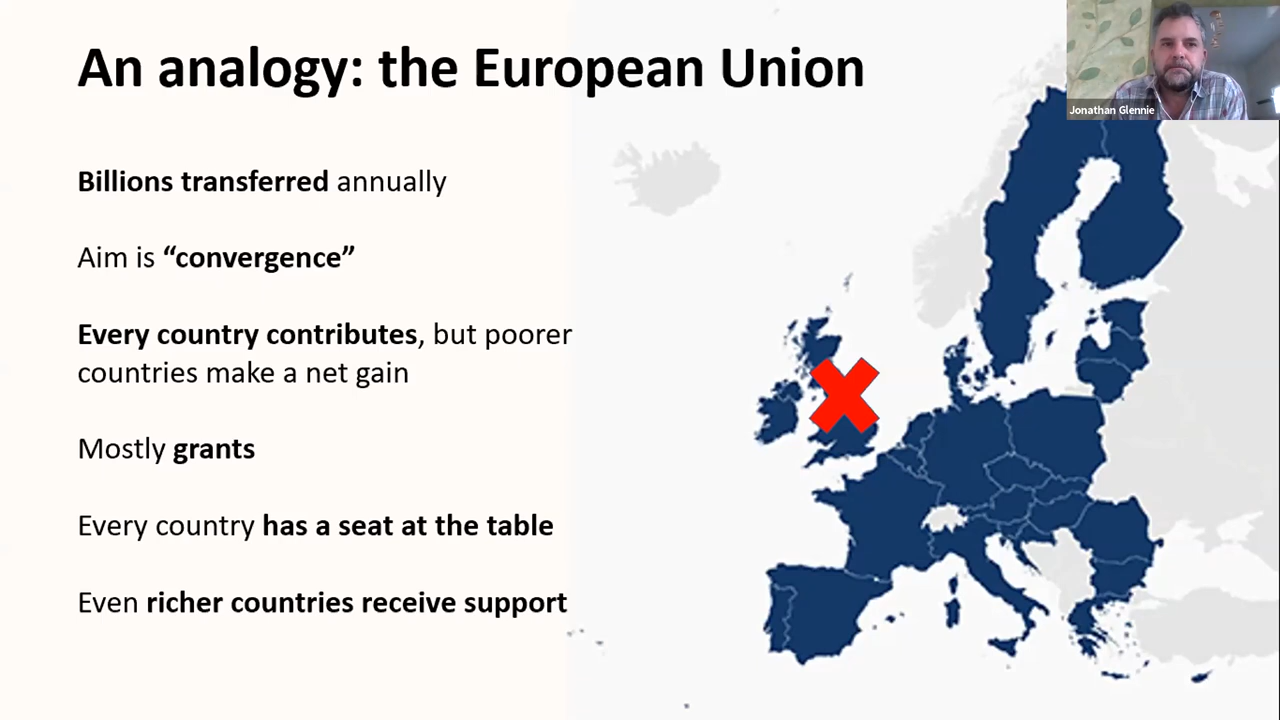 An analogy: the European Union
Jonathan Glennie
Billions transferred annually
Aim is “convergence”
Every country contributes, but poorer
countries make a net gain
Mostly grants
Every country has a seat at the table
Even richer countries receive support